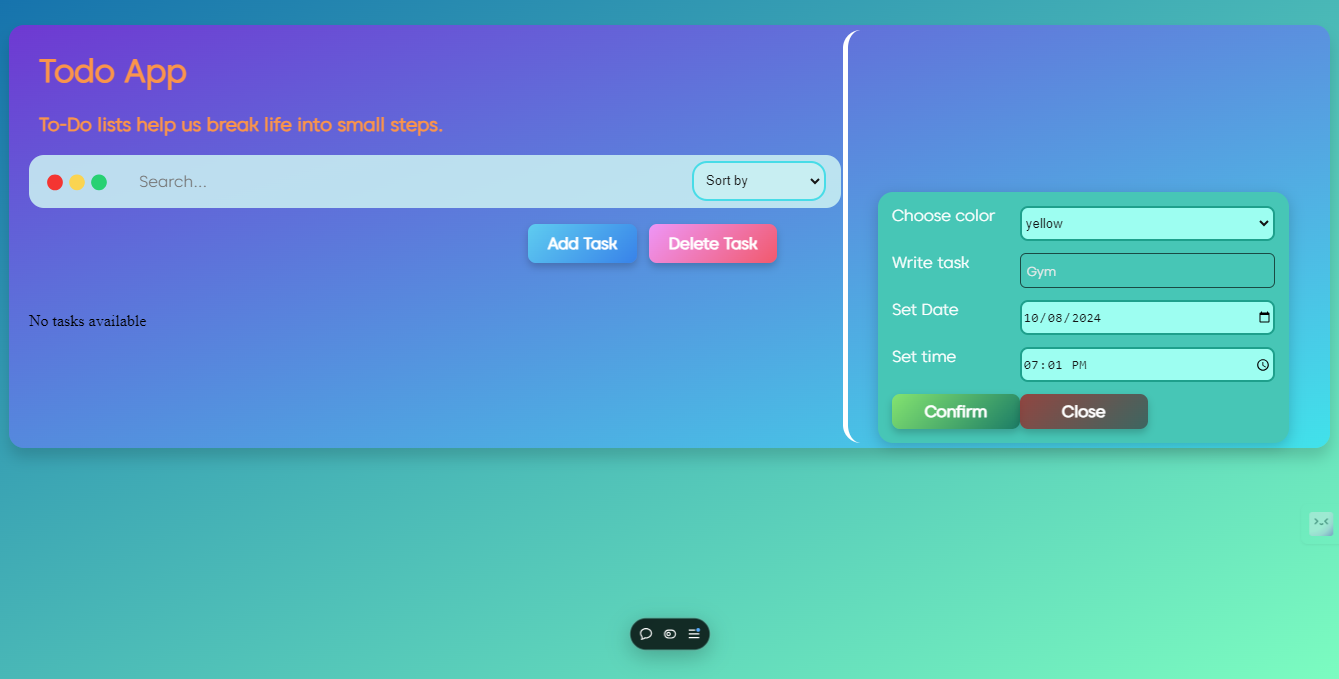 Todo App
To-Do lists help us break life into small steps.
Search...
Sort by
Add Task
Delete Task
No tasks available
Choose color
yellow
Write task
Gym
Set Date
10/08/2024
Set time
07:01 PM
Confirm
Close